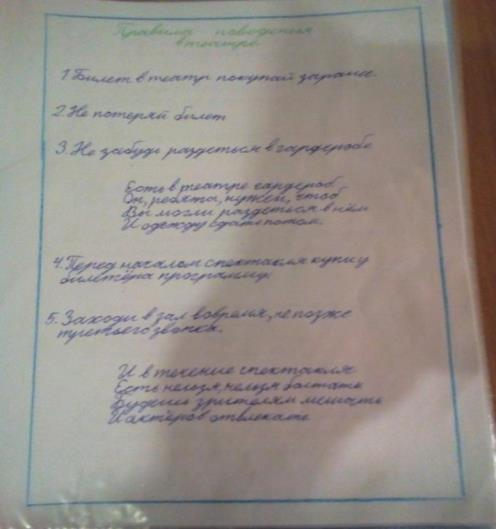 Правила поведения
в театре.
1. Билет в театр покупай заранее.
2. Не потеряй билет
3. Не забудь раздеться в гардеробе
Есть в театре гардероб.
Он, ребята, нужен, чтоб
Вы могли раздеться в нём
И одежду сдать потом.
4. Перед началом спектакля купи у
билетёра программку.
5. Заходи в зал вовремя, не позже
третьего звонка.
И в течение спектакля
Есть нельзя, нельзя болтать
Будешь зрителям мешать
И актёров отвлекать